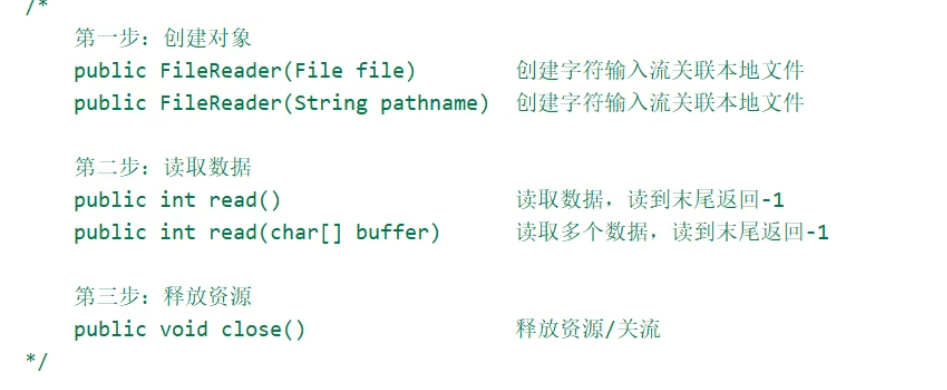 /*
第一步：创建对象
public FileReader(File file) 创建字符输入流关联本地文件
public FileReader(String pathname) 创建字符输入流关联本地文件
第二步：读取数据
public int read() 读取数据，读到末尾返回-1
public int read(char[] buffer) 读取多个数据，读到末尾返回-1
第三步：释放资源
public void close() 释放资源/关流
*/